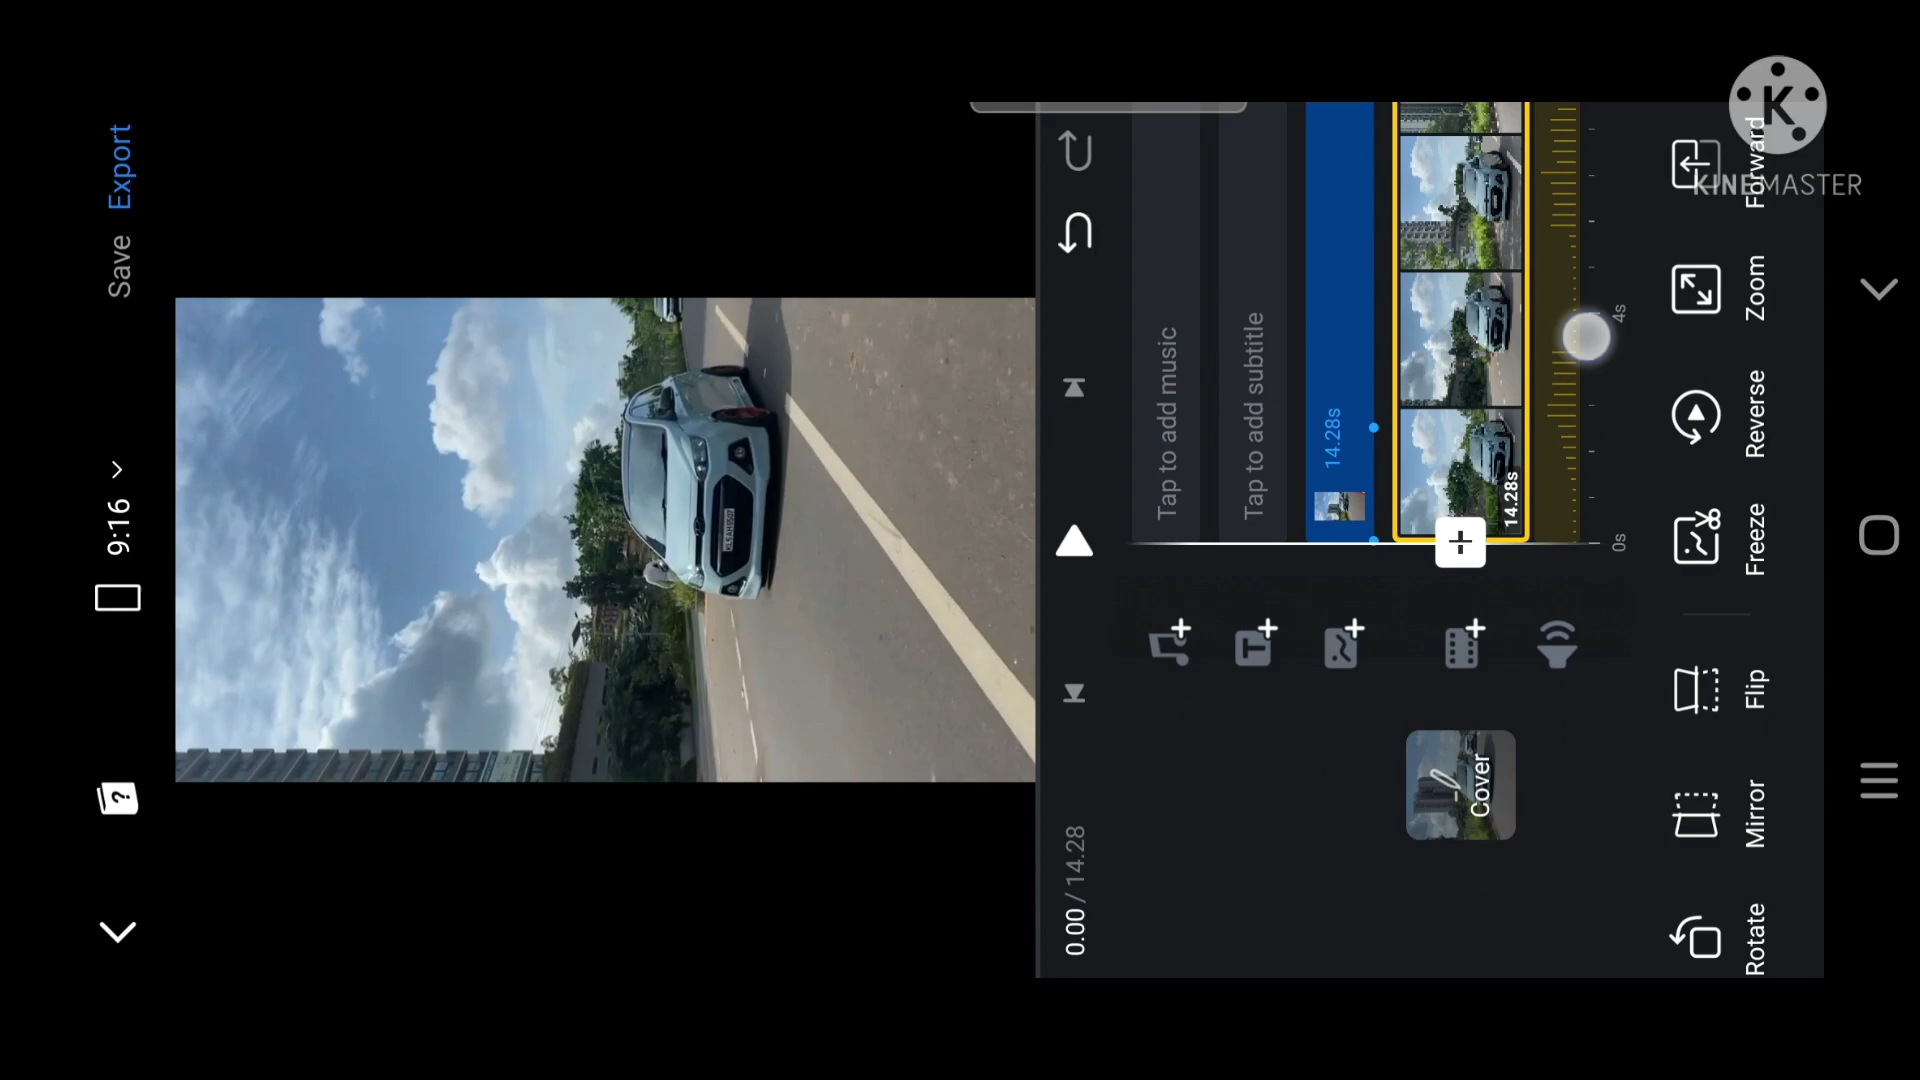 Save Export
9:16
0.00 / 14.28
Tap to add music
Tap to add subtitle
14.28s
14.28s
0s
4s
Cover
Rotate
Mirror
Flip
Freeze
Reverse
Zoom
Forward
KINEMASTER